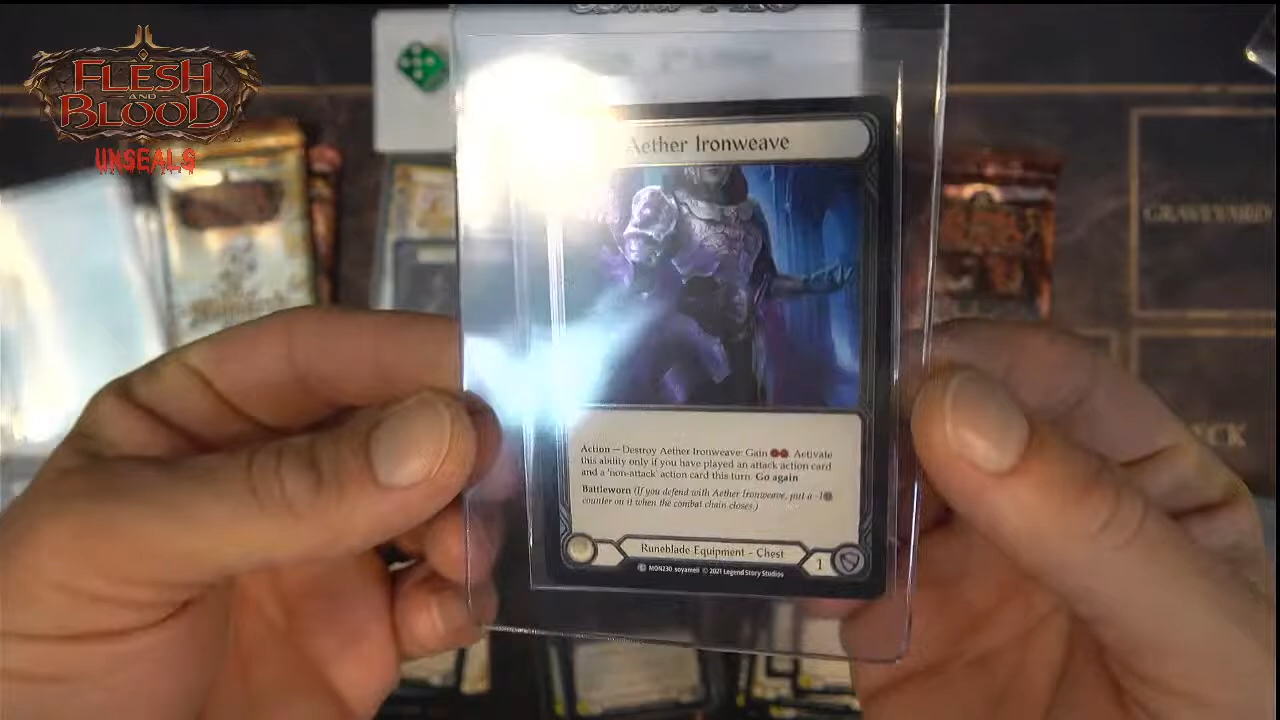 FLESH
AND
BLOOD
UNSEALS
Aether Ironweave
GRAVEYARD
Action — Destroy Aether Ironweave: Gain . Activate
this ability only if you have played an attack action card
and a 'non-attack' action card this turn. Go again
Battleworn (If you defend with Aether Ironweave, put a -1
counter on it when the combat chain closes.)
Runeblade Equipment - Chest
1
C MON230 soyameii © 2021 Legend Story Studios